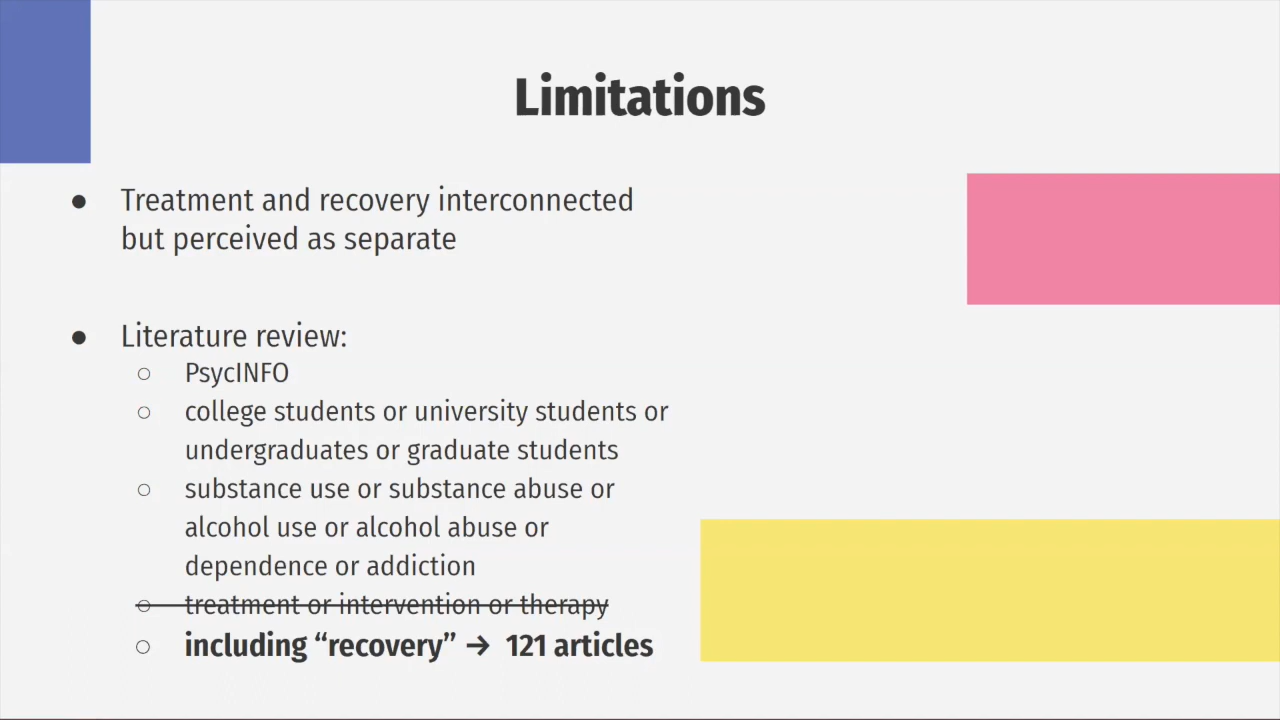 Limitations
● Treatment and recovery interconnected
but perceived as separate
● Literature review:
○ PsycINFO
○ college students or university students or
undergraduates or graduate students
○ substance use or substance abuse or
alcohol use or alcohol abuse or
dependence or addiction
○ treatment or intervention or therapy
○ including “recovery” → 121 articles